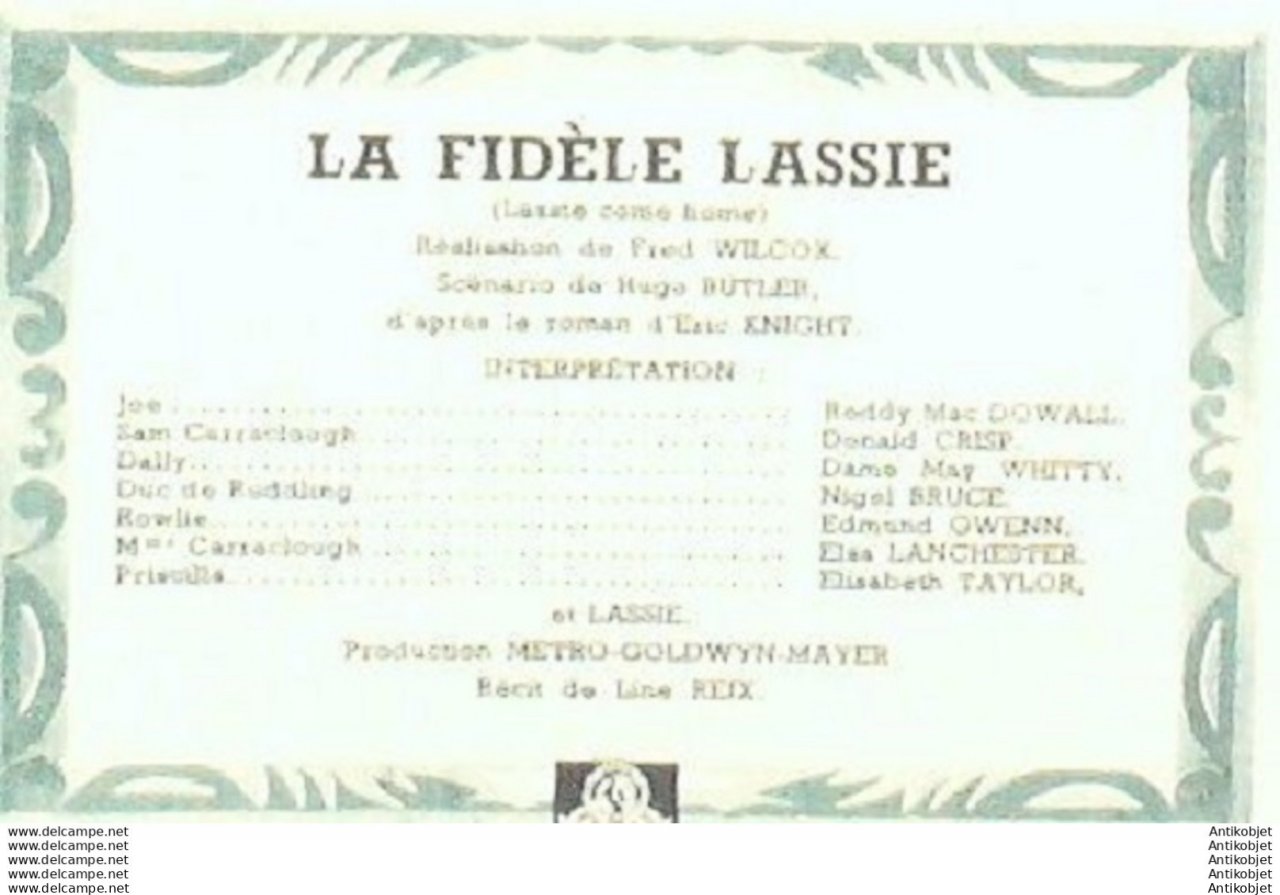 LA FIDÈLE LASSIE
(Lassie come home)
Réalisation de Fred WILCOX.
Scénario de Hugo BUTLER,
d'après le roman d'Eric KNIGHT.
INTERPRÉTATION :
Joe ........................................ Roddy Mac DOWALL.
Sam Carraclough ........................................ Donald CRISP.
Dally ........................................ Dame May WHITTY.
Duc de Ruddling ........................................ Nigel BRUCE.
Rowlie ........................................ Edmund GWENN.
Mme Carraclough ........................................ Elsa LANCHESTER.
Priscilla ........................................ Elisabeth TAYLOR,
et LASSIE.
Production METRO-GOLDWYN-MAYER
Récit de Line REIX.
www.delcampe.net
www.delcampe.net
www.delcampe.net
www.delcampe.net
www.delcampe.net
Antikobjet
Antikobjet
Antikobjet
Antikobjet
Antikobjet